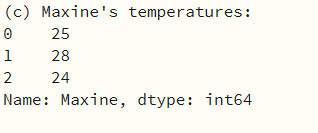 (c) Maxine's temperatures:
0    25
1    28
2    24
Name: Maxine, dtype: int64